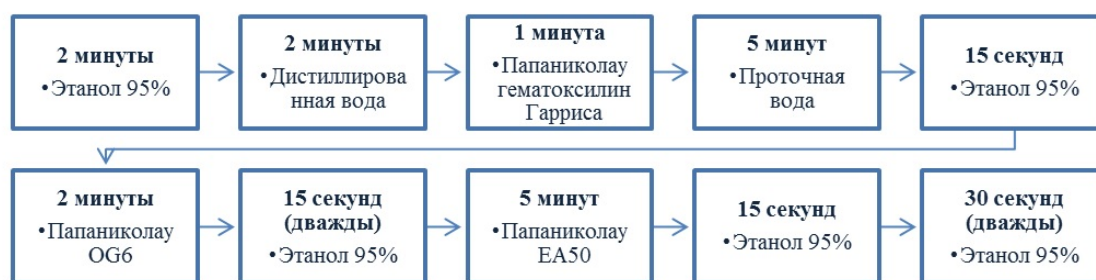 2 минуты
•Этанол 95%
2 минуты
•Дистиллирова
нная вода
1 минута
•Папаниколау
гематоксилин
Гарриса
5 минут
•Проточная
вода
15 секунд
•Этанол 95%
2 минуты
•Папаниколау
OG6
15 секунд
(дважды)
•Этанол 95%
5 минут
•Папаниколау
EA50
15 секунд
•Этанол 95%
30 секунд
(дважды)
•Этанол 95%